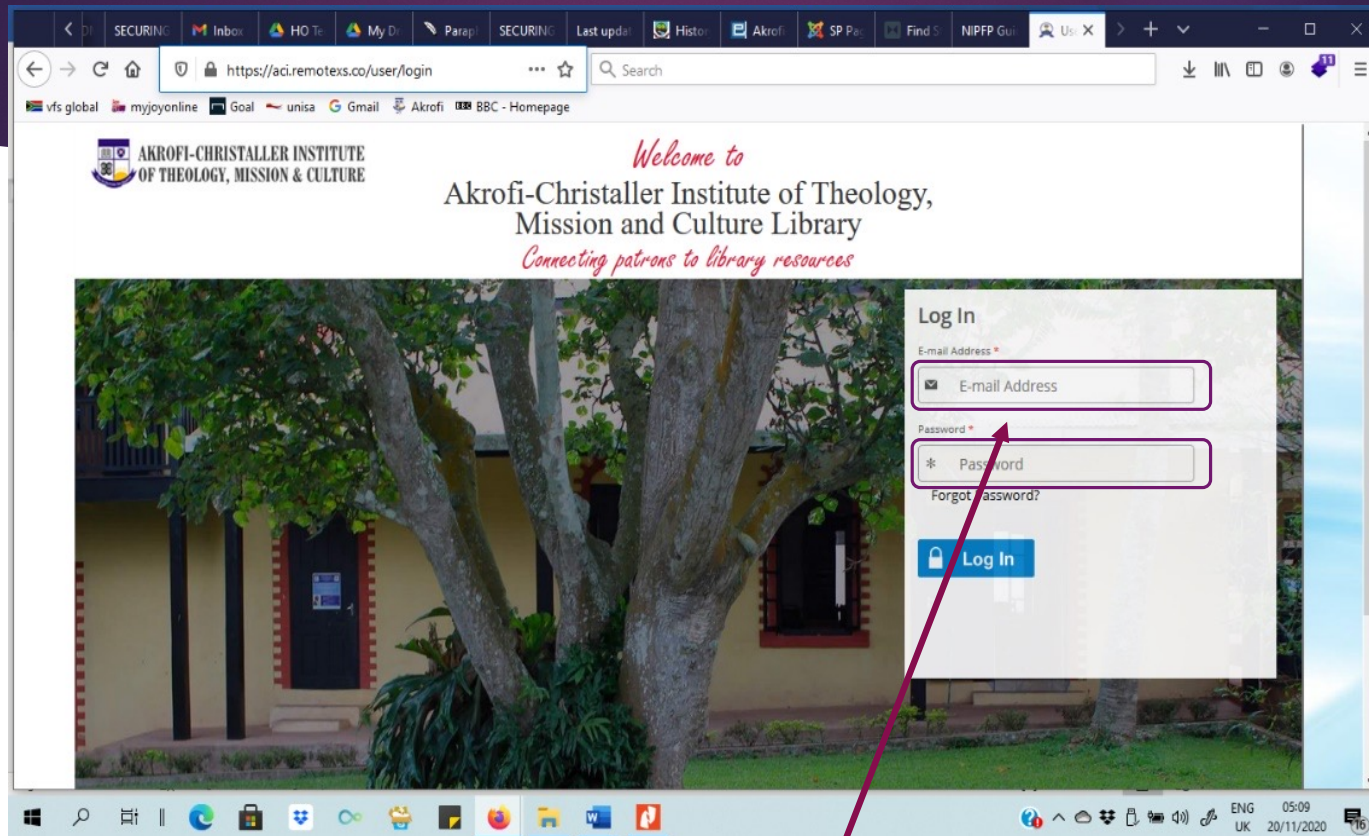 SECURING
Inbox
HO Te
My Dr
Parapl
SECURING
Last updat
Histor
Akrofi
SP Pag
Find S
NIPFP Gui
Us
https://aci.remotexs.co/user/login
Search
11
vfs global
myjoyonline
Goal
unisa
Gmail
Akrofi
BBC - Homepage
AKROFI-CHRISTALLER INSTITUTE
OF THEOLOGY, MISSION & CULTURE
Welcome to
Akrofi-Christaller Institute of Theology,
Mission and Culture Library
Connecting patrons to library resources
Log In
E-mail Address *
E-mail Address
Password *
Password
Forgot Password?
Log In
ENG
UK
05:09
20/11/2020